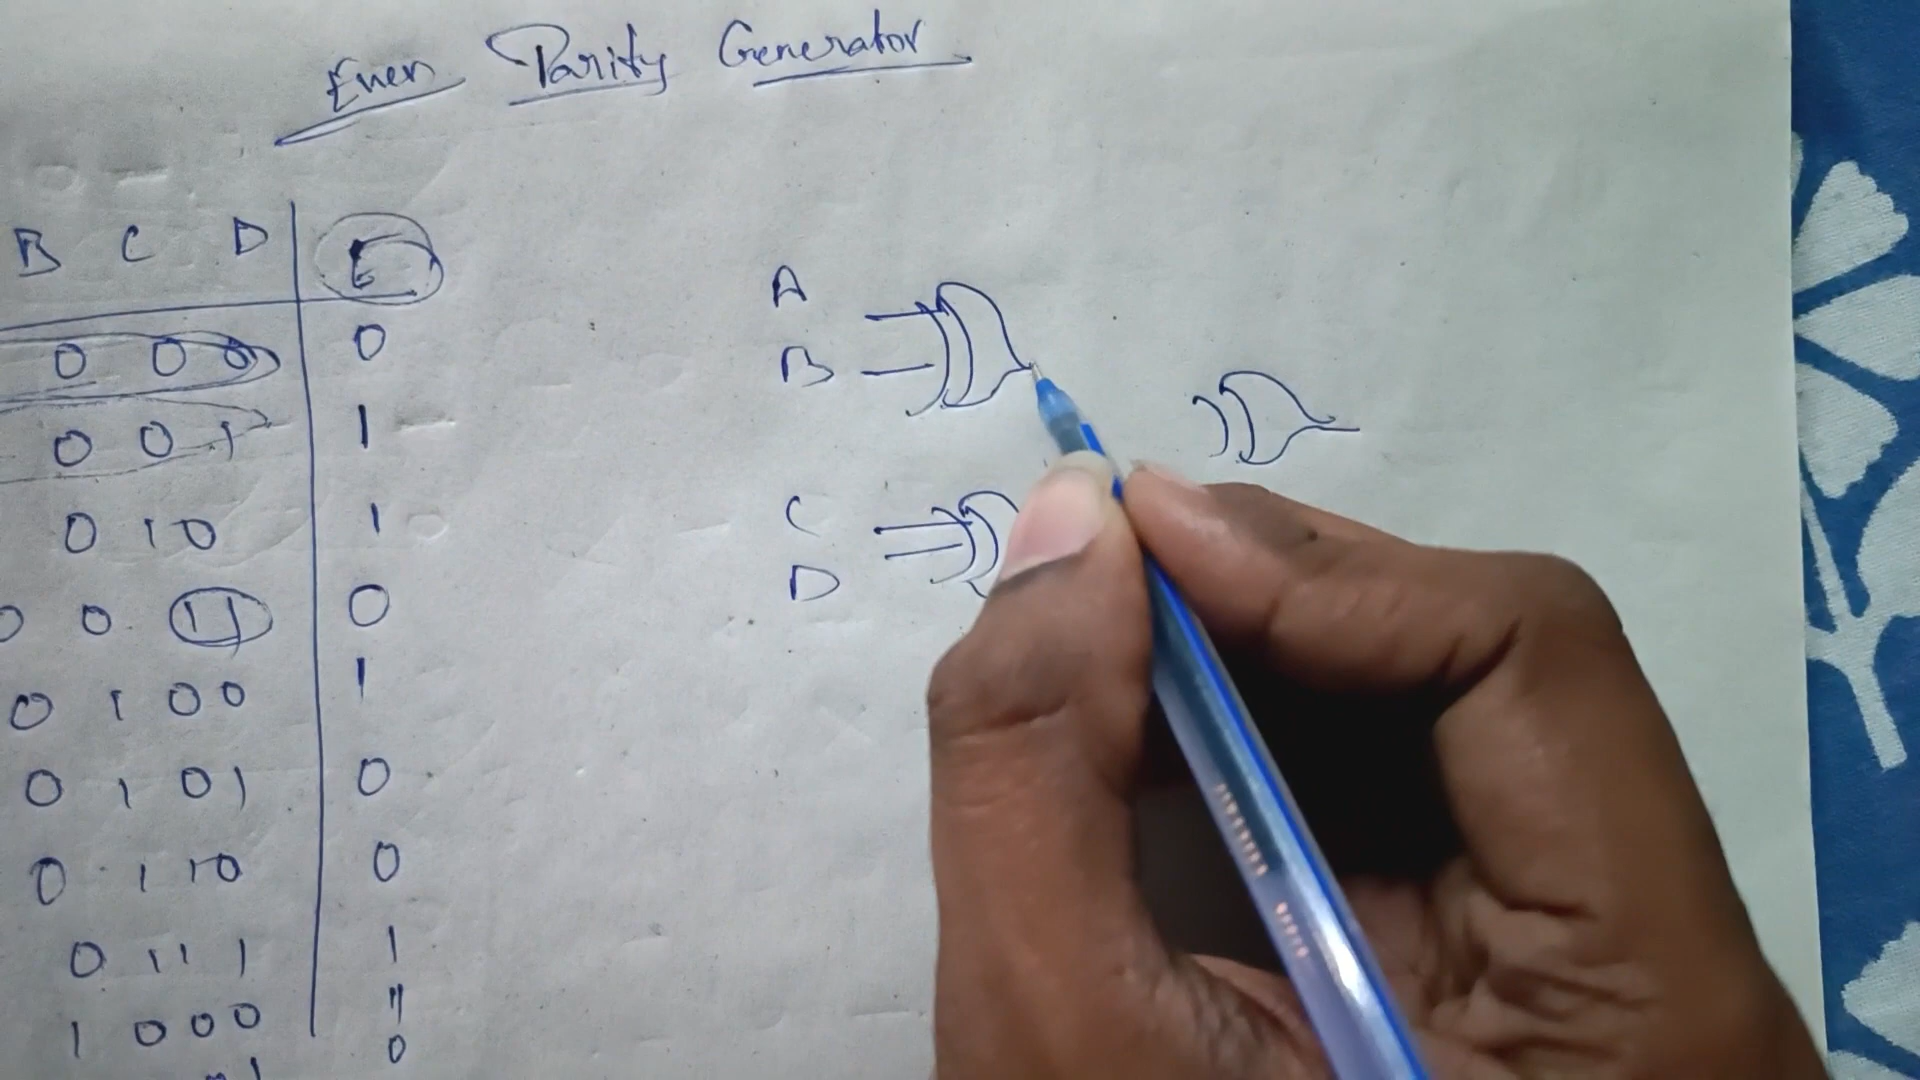 Even Parity Generator
B C D E
0 0 0 0
0 0 1 1
0 1 0 1
0 0 1 1 0
0 1 0 0 1
0 1 0 1 0
0 1 1 0 0
0 1 1 1 1
1 0 0 0 1
0
A
B
C
D